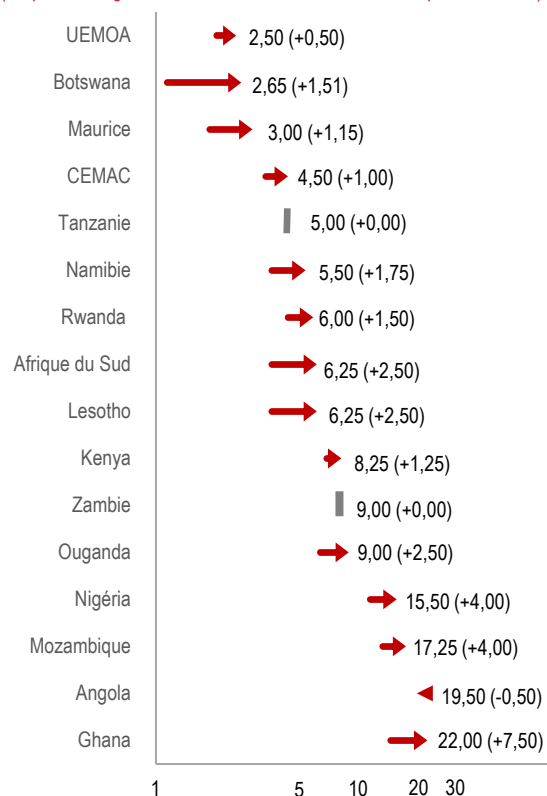 UEMOA 2,50 (+0,50)
Botswana 2,65 (+1,51)
Maurice 3,00 (+1,15)
CEMAC 4,50 (+1,00)
Tanzanie 5,00 (+0,00)
Namibie 5,50 (+1,75)
Rwanda 6,00 (+1,50)
Afrique du Sud 6,25 (+2,50)
Lesotho 6,25 (+2,50)
Kenya 8,25 (+1,25)
Zambie 9,00 (+0,00)
Ouganda 9,00 (+2,50)
Nigéria 15,50 (+4,00)
Mozambique 17,25 (+4,00)
Angola 19,50 (-0,50)
Ghana 22,00 (+7,50)
1 5 10 20 30